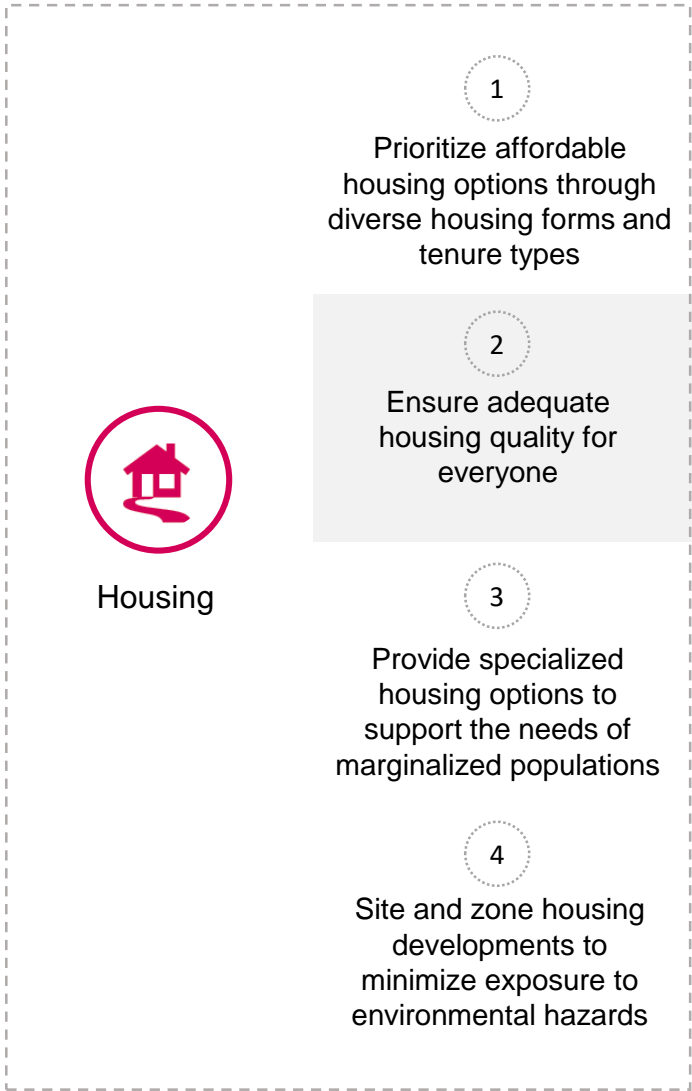 1
Prioritize affordable
housing options through
diverse housing forms and
tenure types
2
Ensure adequate
housing quality for
everyone
Housing
3
Provide specialized
housing options to
support the needs of
marginalized populations
4
Site and zone housing
developments to
minimize exposure to
environmental hazards